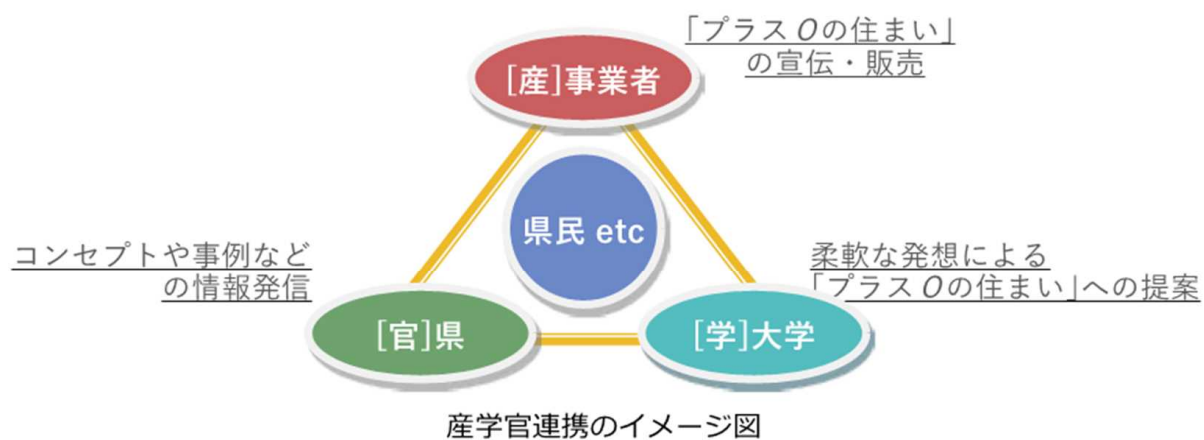 「プラスOの住まい」
の宣伝・販売
[産]事業者
県民 etc
コンセプトや事例など
の情報発信
柔軟な発想による
「プラスOの住まい」への提案
[官]県
[学]大学
産学官連携のイメージ図